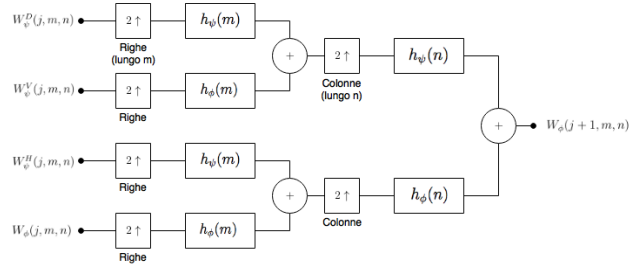 W_ψ^D(j, m, n) 2↑ h_ψ(m)
Righe
(lungo m)
+ 2↑ h_ψ(n)
Colonne
(lungo n)
W_ψ^V(j, m, n) 2↑ h_ϕ(m)
Righe
+ W_ϕ(j + 1, m, n)
W_ψ^H(j, m, n) 2↑ h_ψ(m)
Righe
+ 2↑ h_ϕ(n)
Colonne
W_ϕ(j, m, n) 2↑ h_ϕ(m)
Righe